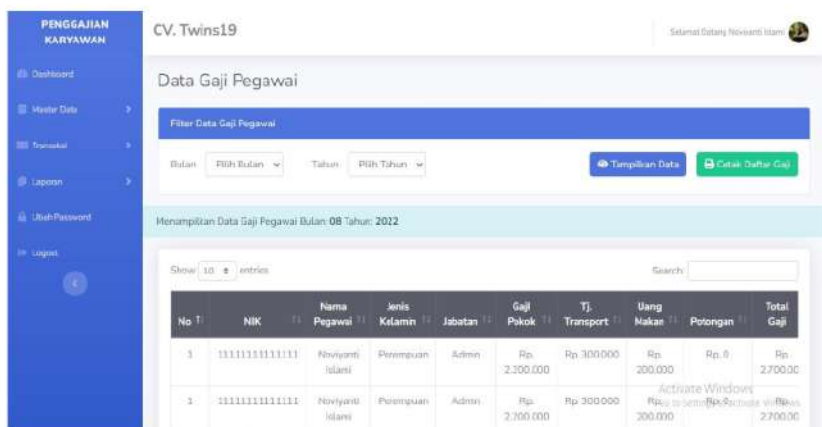 PENGGAJIAN
KARYAWAN
CV. Twins19
Selamat Datang Noviyanti Islami
Dashboard
Master Data
Transaksi
Laporan
Ubah Password
Logout
Data Gaji Pegawai
Filter Data Gaji Pegawai
Bulan Pilih Bulan Tahun Pilih Tahun Tampilkan Data Cetak Daftar Gaji
Menampilkan Data Gaji Pegawai Bulan: 08 Tahun: 2022
Show 10 entries Search:
No NIK Nama Pegawai Jenis Kelamin Jabatan Gaji Pokok Tj. Transport Uang Makan Potongan Total Gaji
1 Noviyanti Islami Perempuan Admin Rp. 2.200.000 Rp. 300.000 Rp. 200.000 Rp. 0 Rp. 2.700.00
Activate Windows
Noviyanti Islami Perempuan Admin Rp. 2.200.000 Rp. 300.000 Rp. 200.000 Rp. 0 Rp. 2.700.00